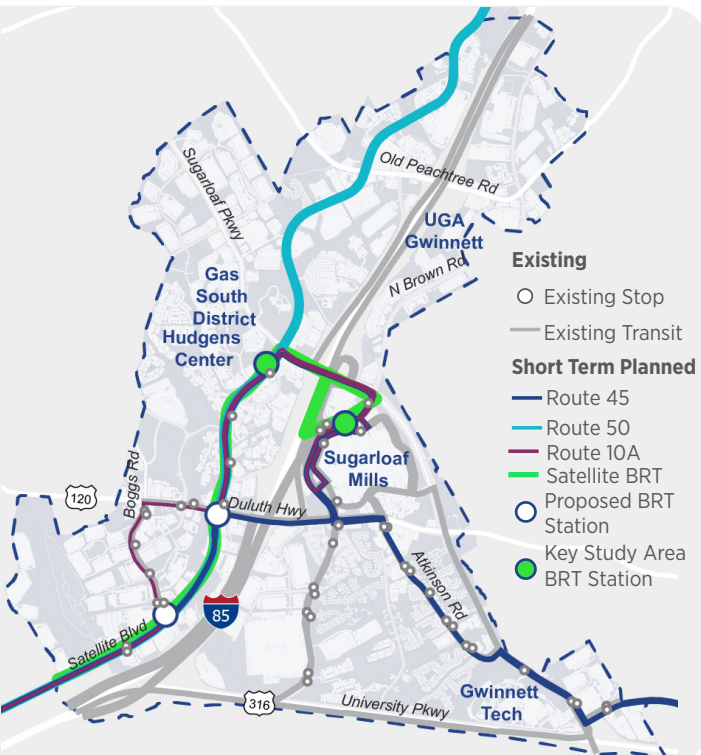 Old Peachtree Rd
Sugarloaf Pkwy
UGA
Gwinnett
N Brown Rd
Gas
South
District
Hudgens
Center
Existing
Existing Stop
Existing Transit
Short Term Planned
Route 45
Route 50
Route 10A
Satellite BRT
Proposed BRT
Station
Key Study Area
BRT Station
Sugarloaf
Mills
Boggs Rd
120
Duluth Hwy
Atkinson Rd
85
Satellite Blvd
316
University Pkwy
Gwinnett
Tech